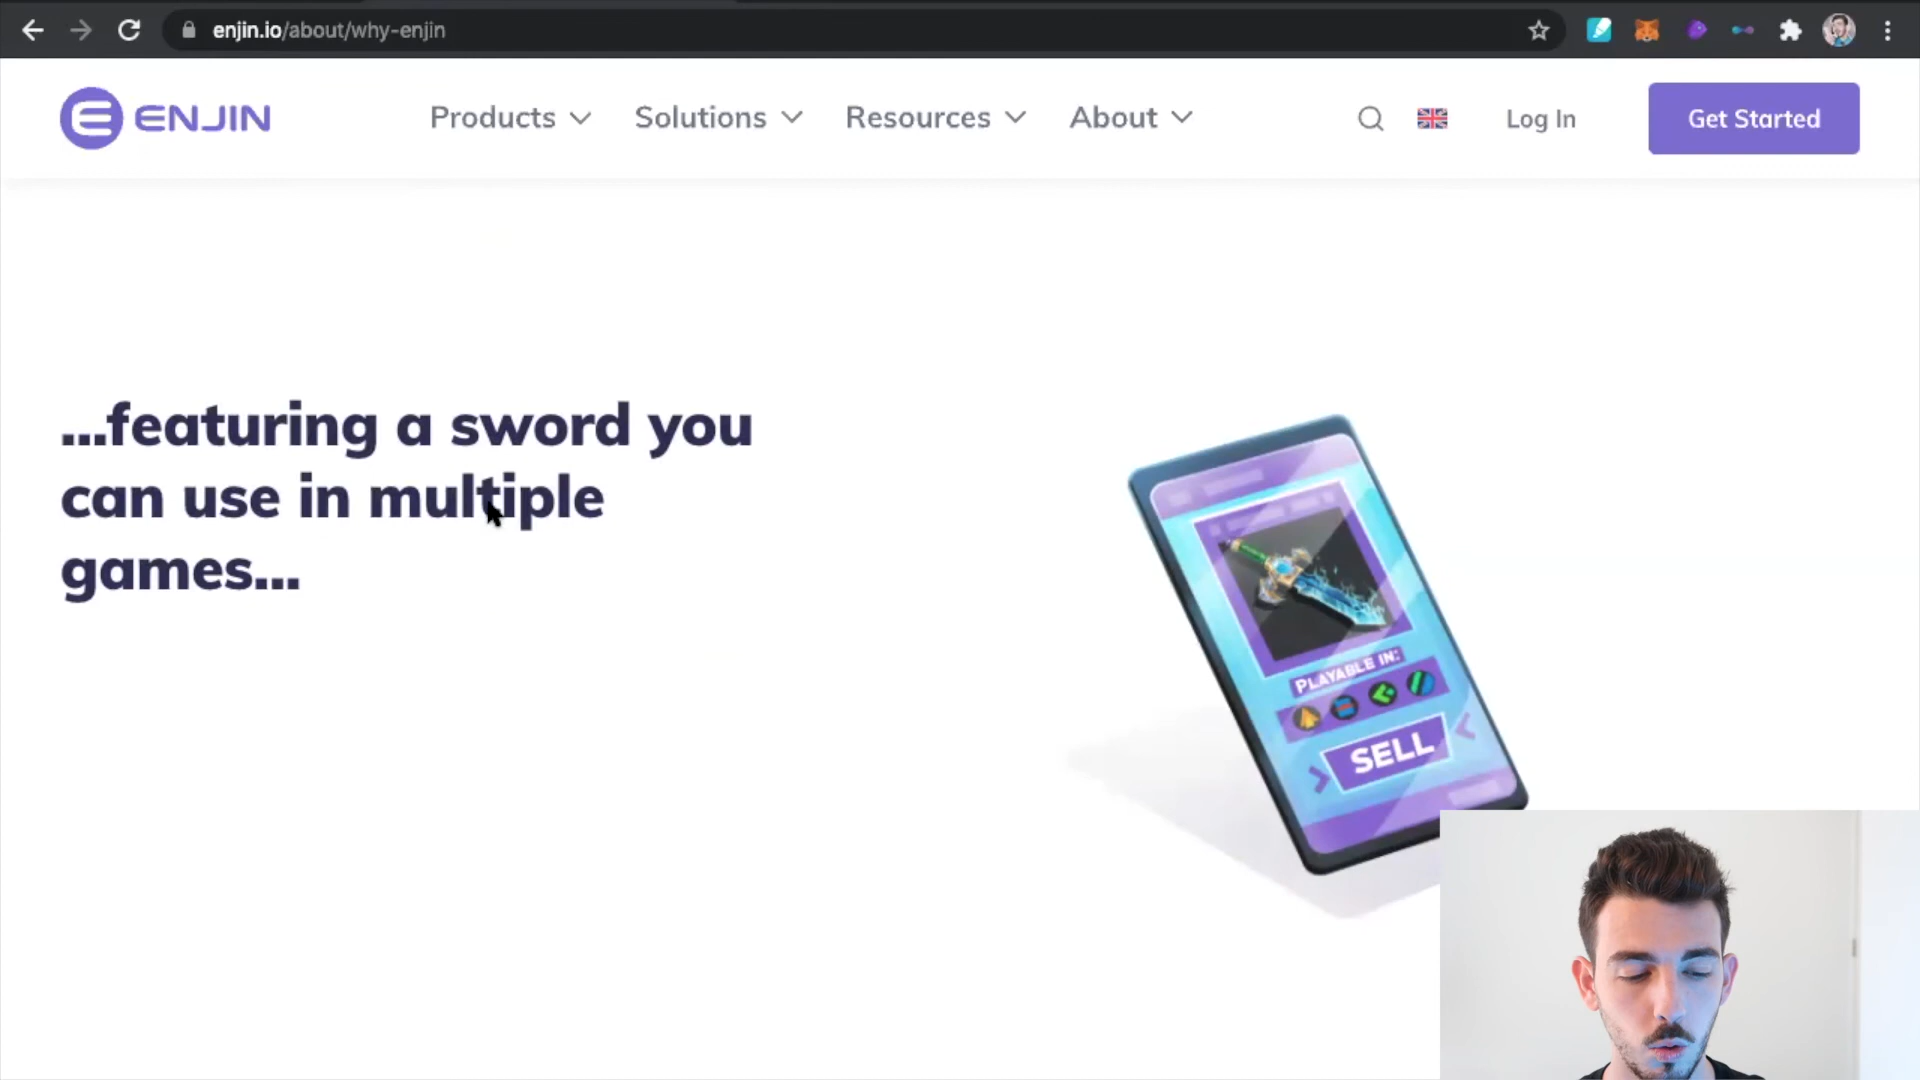 enjin.io/about/why-enjin
ENJIN
Products
Solutions
Resources
About
Log In
Get Started
...featuring a sword you
can use in multiple
games...
PLAYABLE IN:
SELL